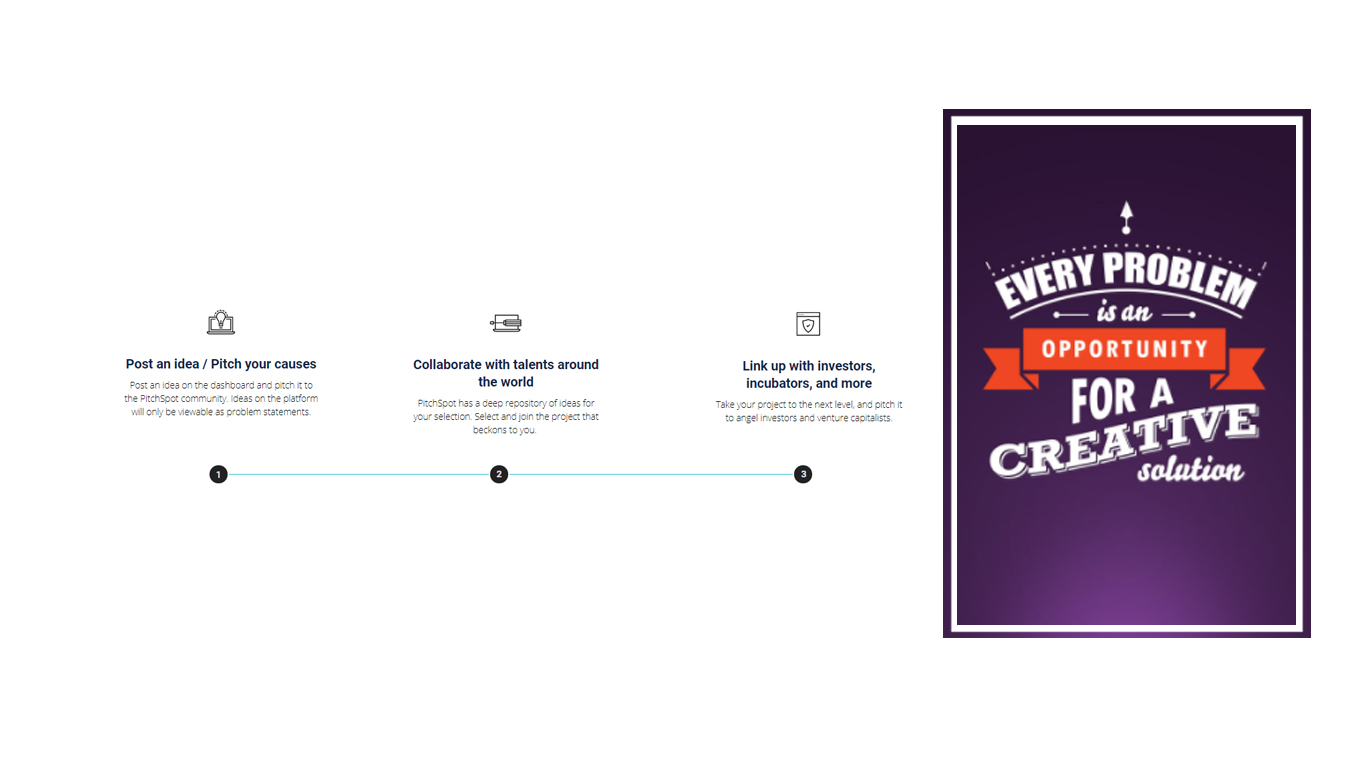 Post an idea / Pitch your causes
Post an idea on the dashboard and pitch it to
the PitchSpot community. Ideas on the platform
will only be viewable as problem statements.
1
Collaborate with talents around
the world
PitchSpot has a deep repository of ideas for
your selection. Select and join the project that
beckons to you.
2
Link up with investors,
incubators, and more
Take your project to the next level, and pitch it
to angel investors and venture capitalists.
3
EVERY PROBLEM
is an
OPPORTUNITY
FOR A
CREATIVE
solution